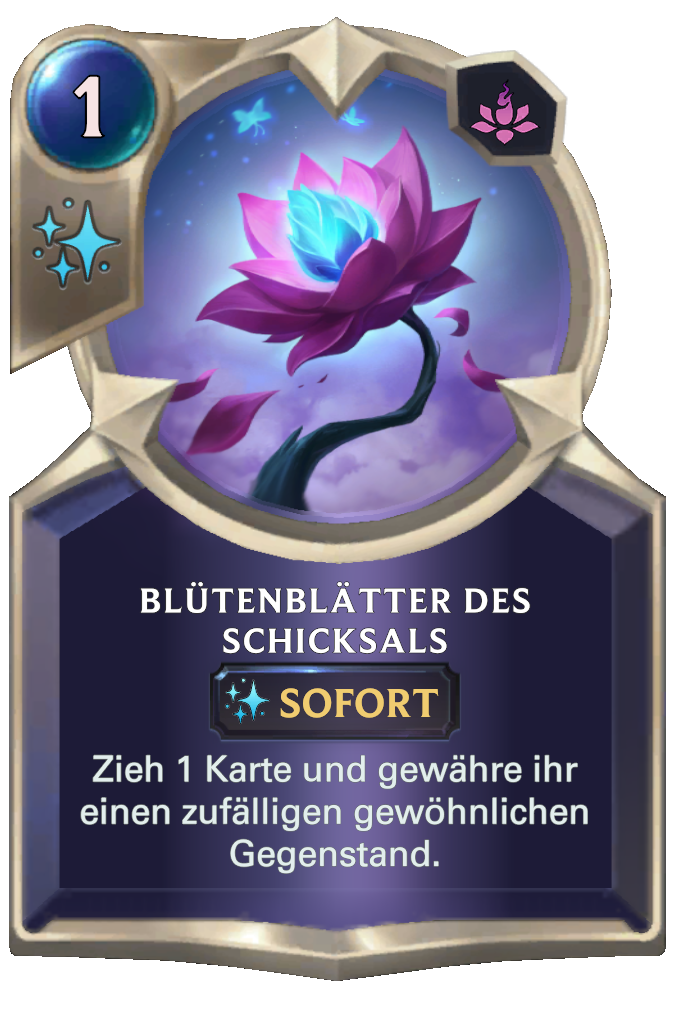 1
BLÜTENBLÄTTER DES
SCHICKSALS
SOFORT
Zieh 1 Karte und gewähre ihr
einen zufälligen gewöhnlichen
Gegenstand.